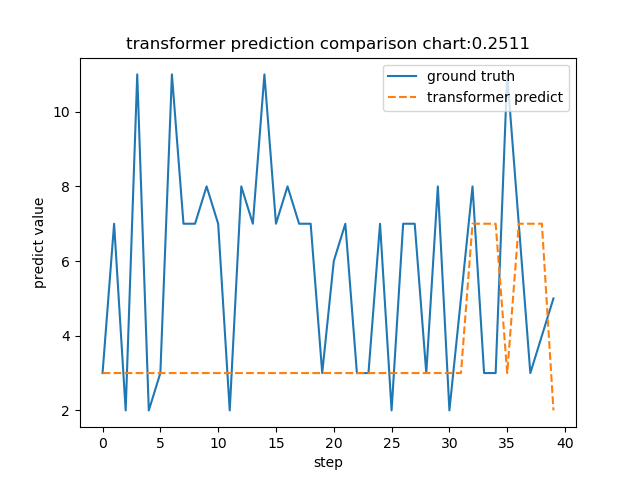 transformer prediction comparison chart:0.2511
ground truth
transformer predict
predict value
10
8
6
4
2
0 5 10 15 20 25 30 35 40
step